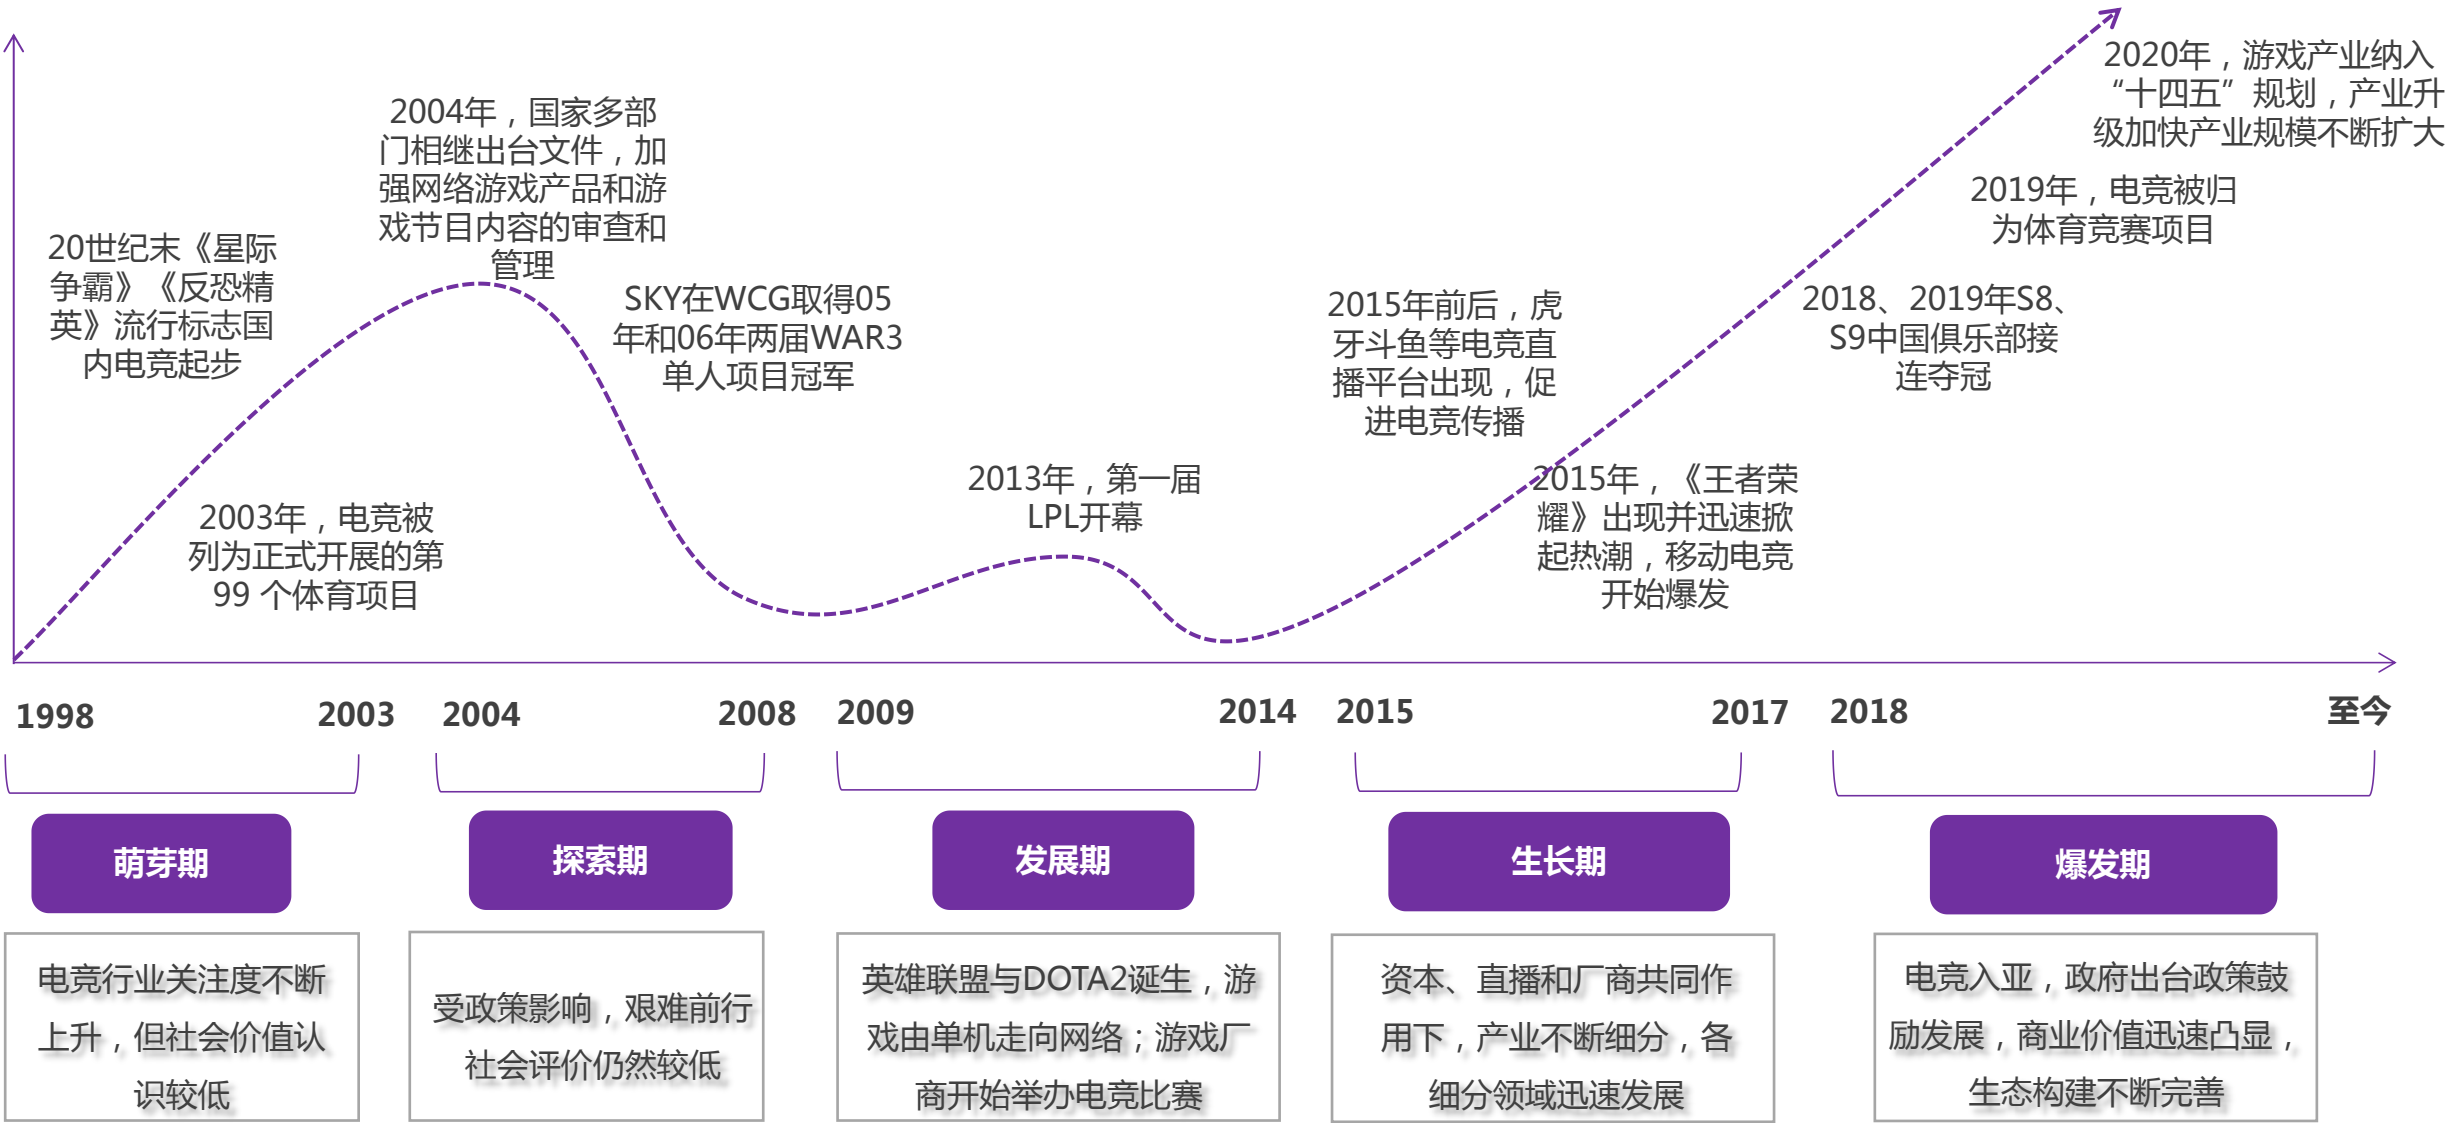 20世纪末《星际
争霸》《反恐精
英》流行标志国
内电竞起步
2003年，电竞被
列为正式开展的第
99 个体育项目
2004年，国家多部
门相继出台文件，加
强网络游戏产品和游
戏节目内容的审查和
管理
SKY在WCG取得05
年和06年两届WAR3
单人项目冠军
2013年，第一届
LPL开幕
2015年前后，虎
牙斗鱼等电竞直
播平台出现，促
进电竞传播
2015年，《王者荣
耀》出现并迅速掀
起热潮，移动电竞
开始爆发
2018、2019年S8、
S9中国俱乐部接
连夺冠
2019年，电竞被归
为体育竞赛项目
2020年，游戏产业纳入
“十四五”规划，产业升
级加快产业规模不断扩大
1998
2003
2004
2008
2009
2014
2015
2017
2018
至今
萌芽期
探索期
发展期
生长期
爆发期
电竞行业关注度不断
上升，但社会价值认
识较低
受政策影响，艰难前行
社会评价仍然较低
英雄联盟与DOTA2诞生，游
戏由单机走向网络；游戏厂
商开始举办电竞比赛
资本、直播和厂商共同作
用下，产业不断细分，各
细分领域迅速发展
电竞入亚，政府出台政策鼓
励发展，商业价值迅速凸显，
生态构建不断完善